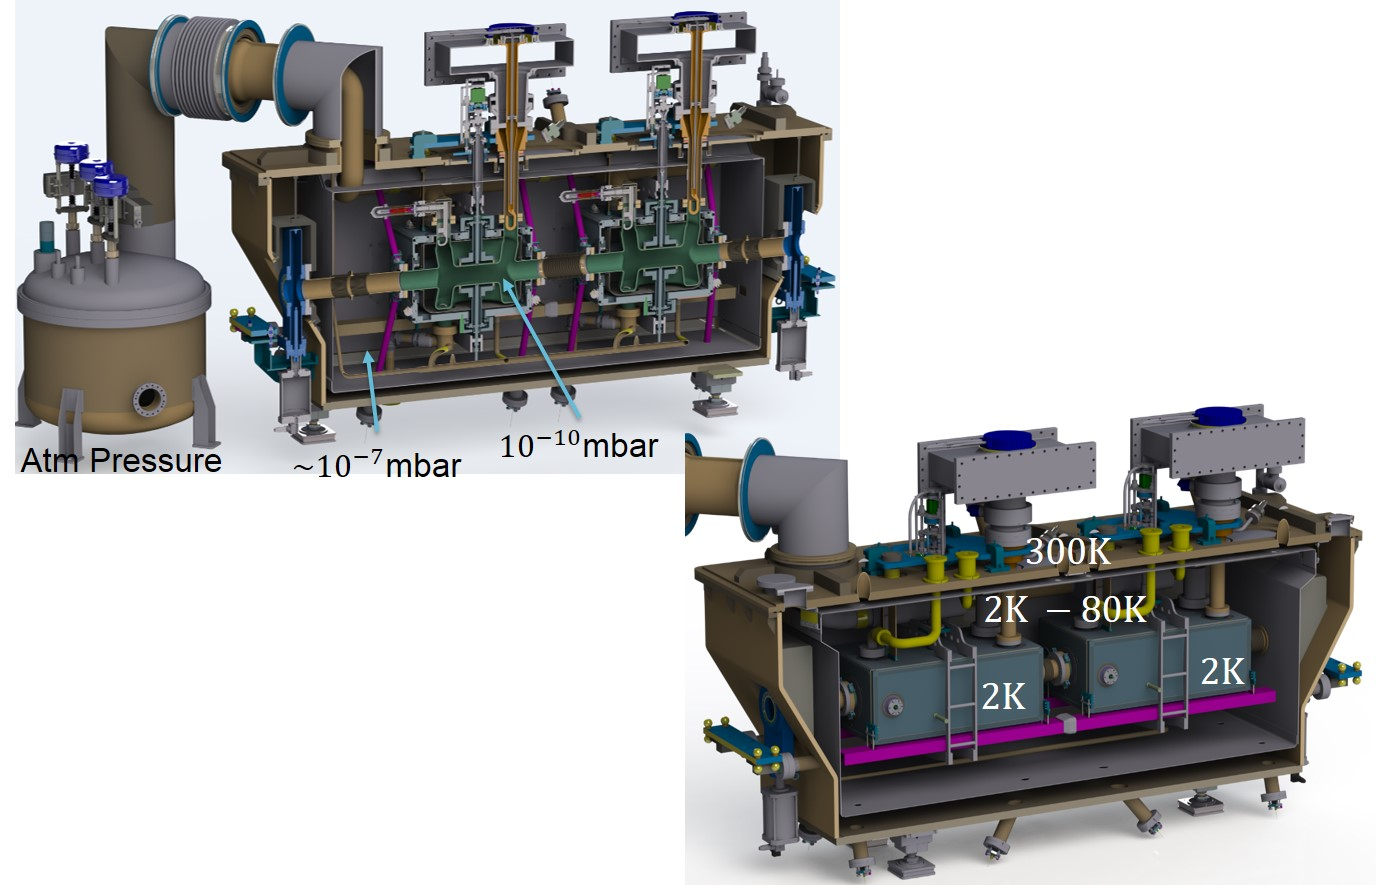 10⁻¹⁰mbar
Atm Pressure
~10⁻⁷mbar
300K
2K − 80K
2K
2K